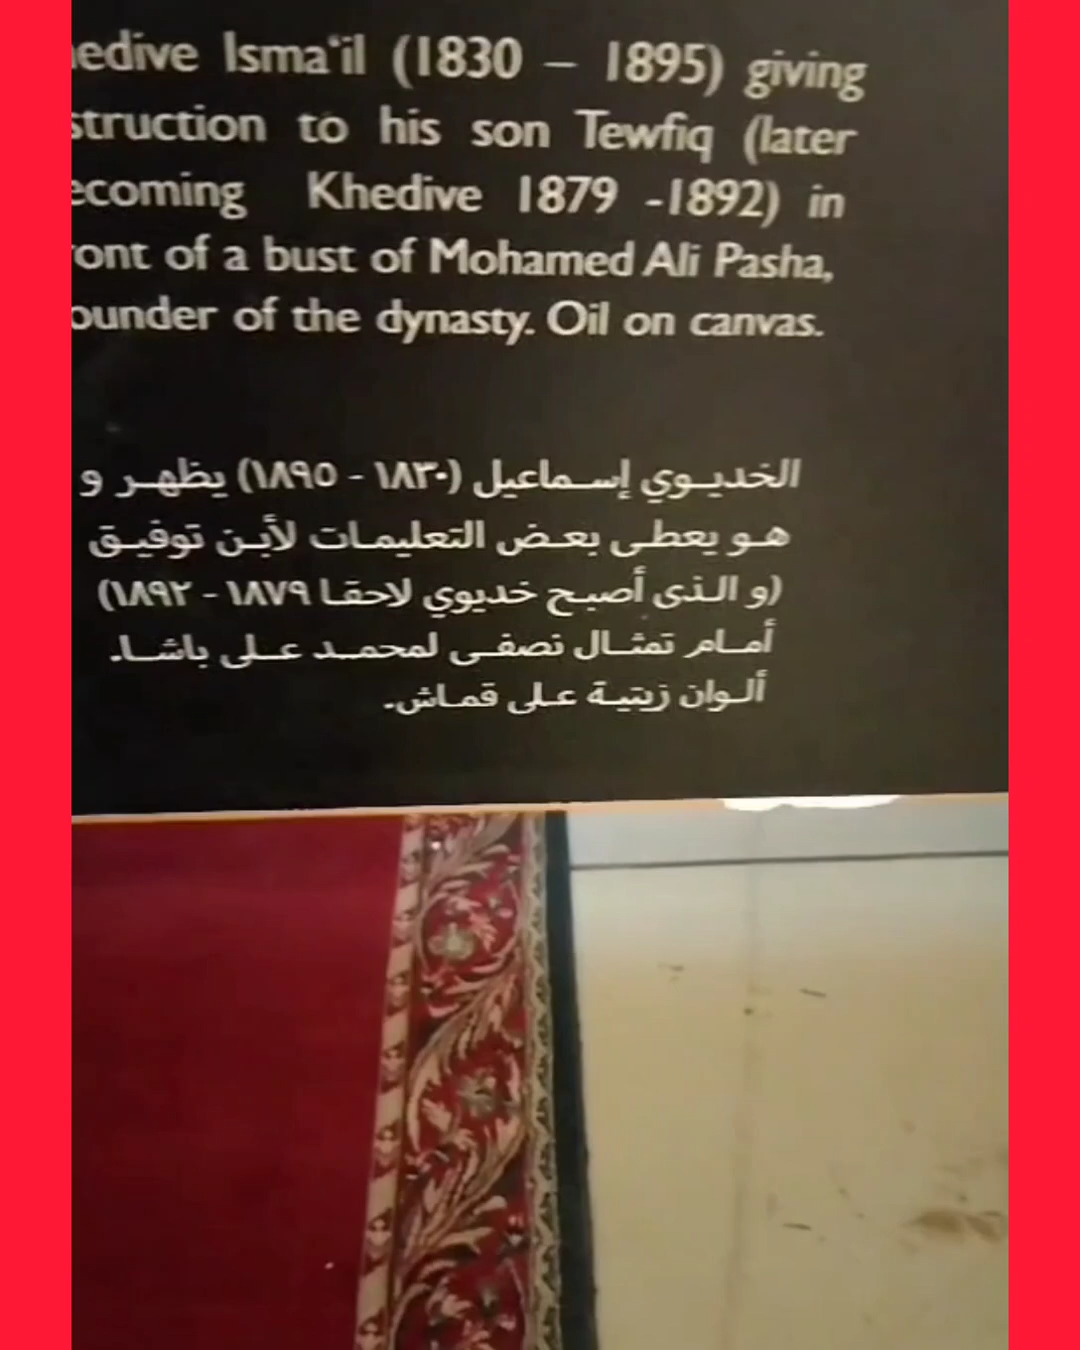 hedive Isma‘il (1830 – 1895) giving
struction to his son Tewfiq (later
ecoming Khedive 1879 -1892) in
ront of a bust of Mohamed Ali Pasha,
ounder of the dynasty. Oil on canvas.
الخديوي إسماعيل (١٨٣٠ - ١٨٩٥) يظهر و
هو يعطى بعض التعليمات لأبن توفيق
(و الذى أصبح خديوي لاحقا ١٨٧٩ - ١٨٩٢)
أمام تمثال نصفى لمحمد على باشا.
ألوان زيتية على قماش.